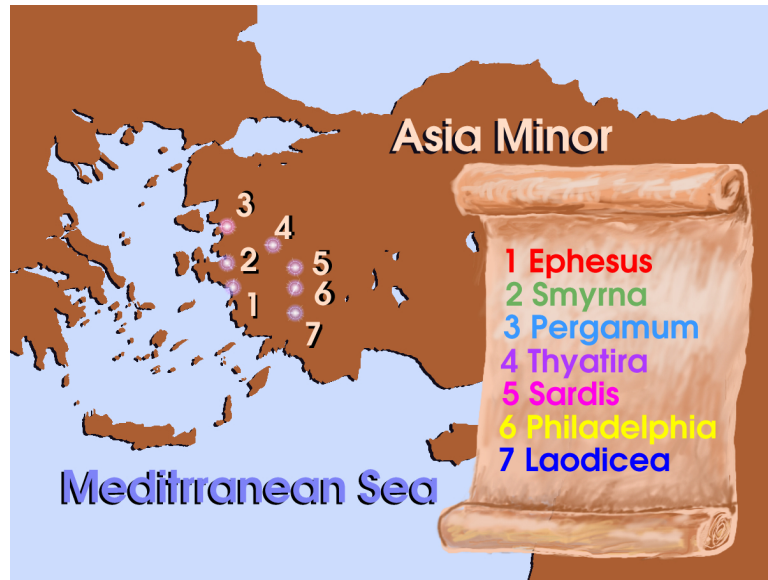 Asia Minor
3
4
2
5
6
1
7
1 Ephesus
2 Smyrna
3 Pergamum
4 Thyatira
5 Sardis
6 Philadelphia
7 Laodicea
Meditrranean Sea